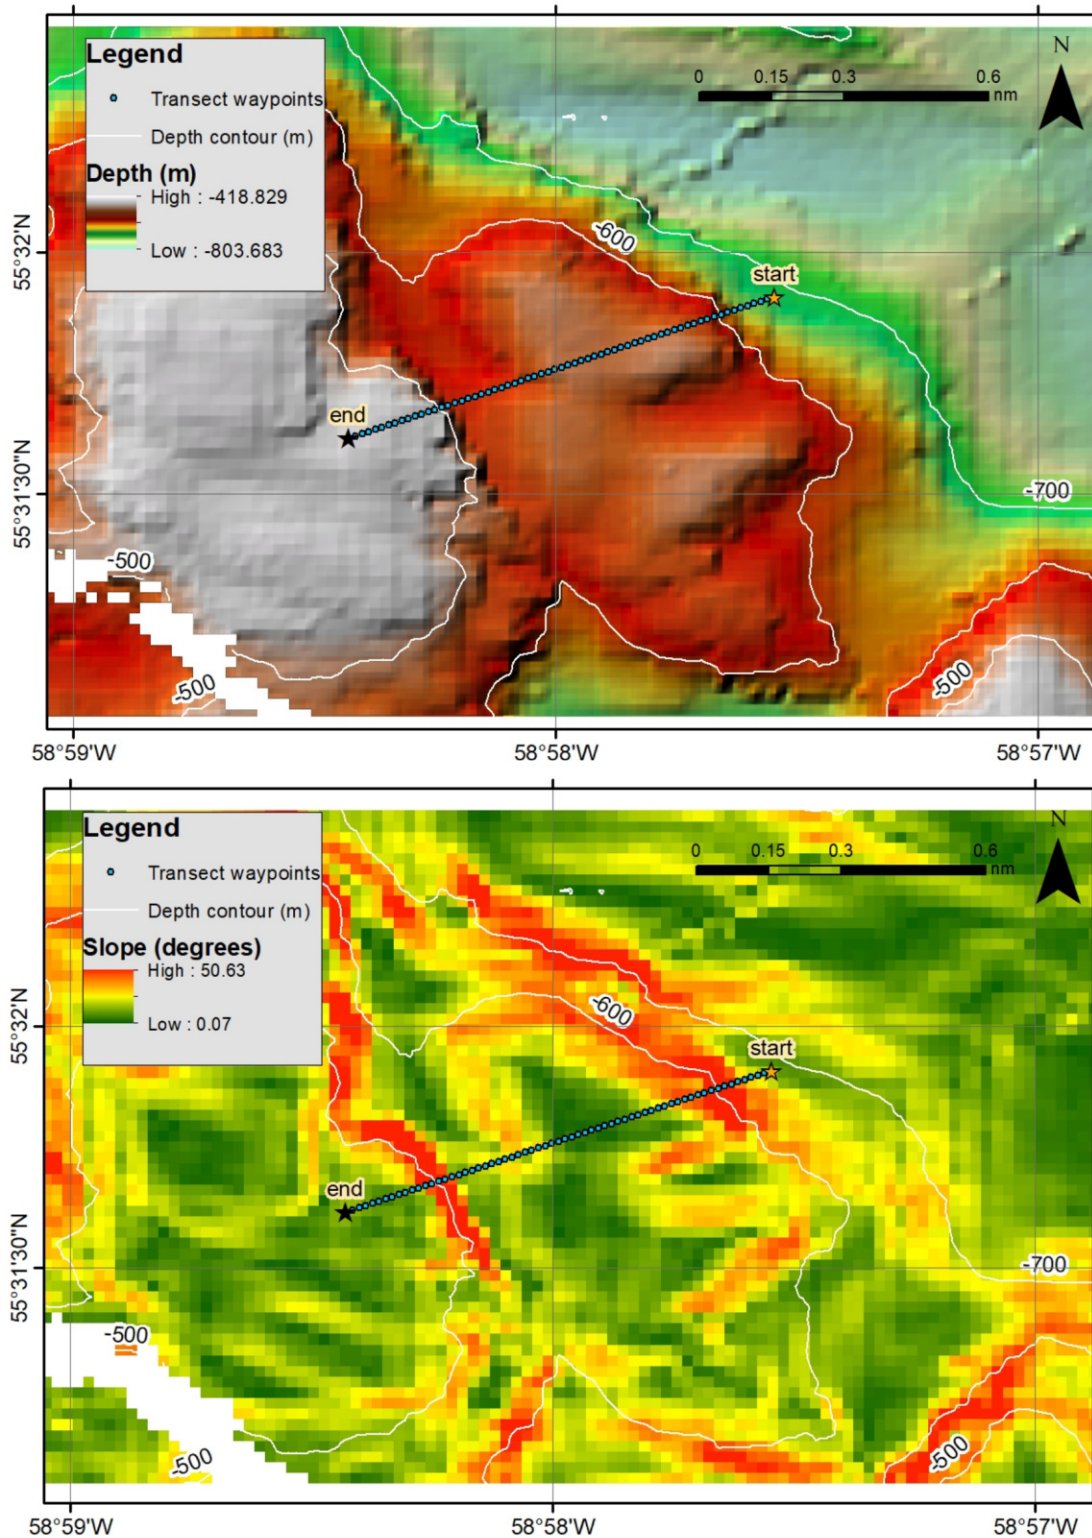 Legend
Transect waypoints
Depth contour (m)
Depth (m)
High : -418.829
Low : -803.683
0 0.15 0.3 0.6
nm
N
55°32'N
-600
start
end
55°31'30"N
-700
-500
-500
-500
58°59'W 58°58'W 58°57'W
Legend
Transect waypoints
Depth contour (m)
Slope (degrees)
High : 50.63
Low : 0.07
0 0.15 0.3 0.6
nm
N
55°32'N
-600
start
end
55°31'30"N
-700
-500
-500
-500
58°59'W 58°58'W 58°57'W